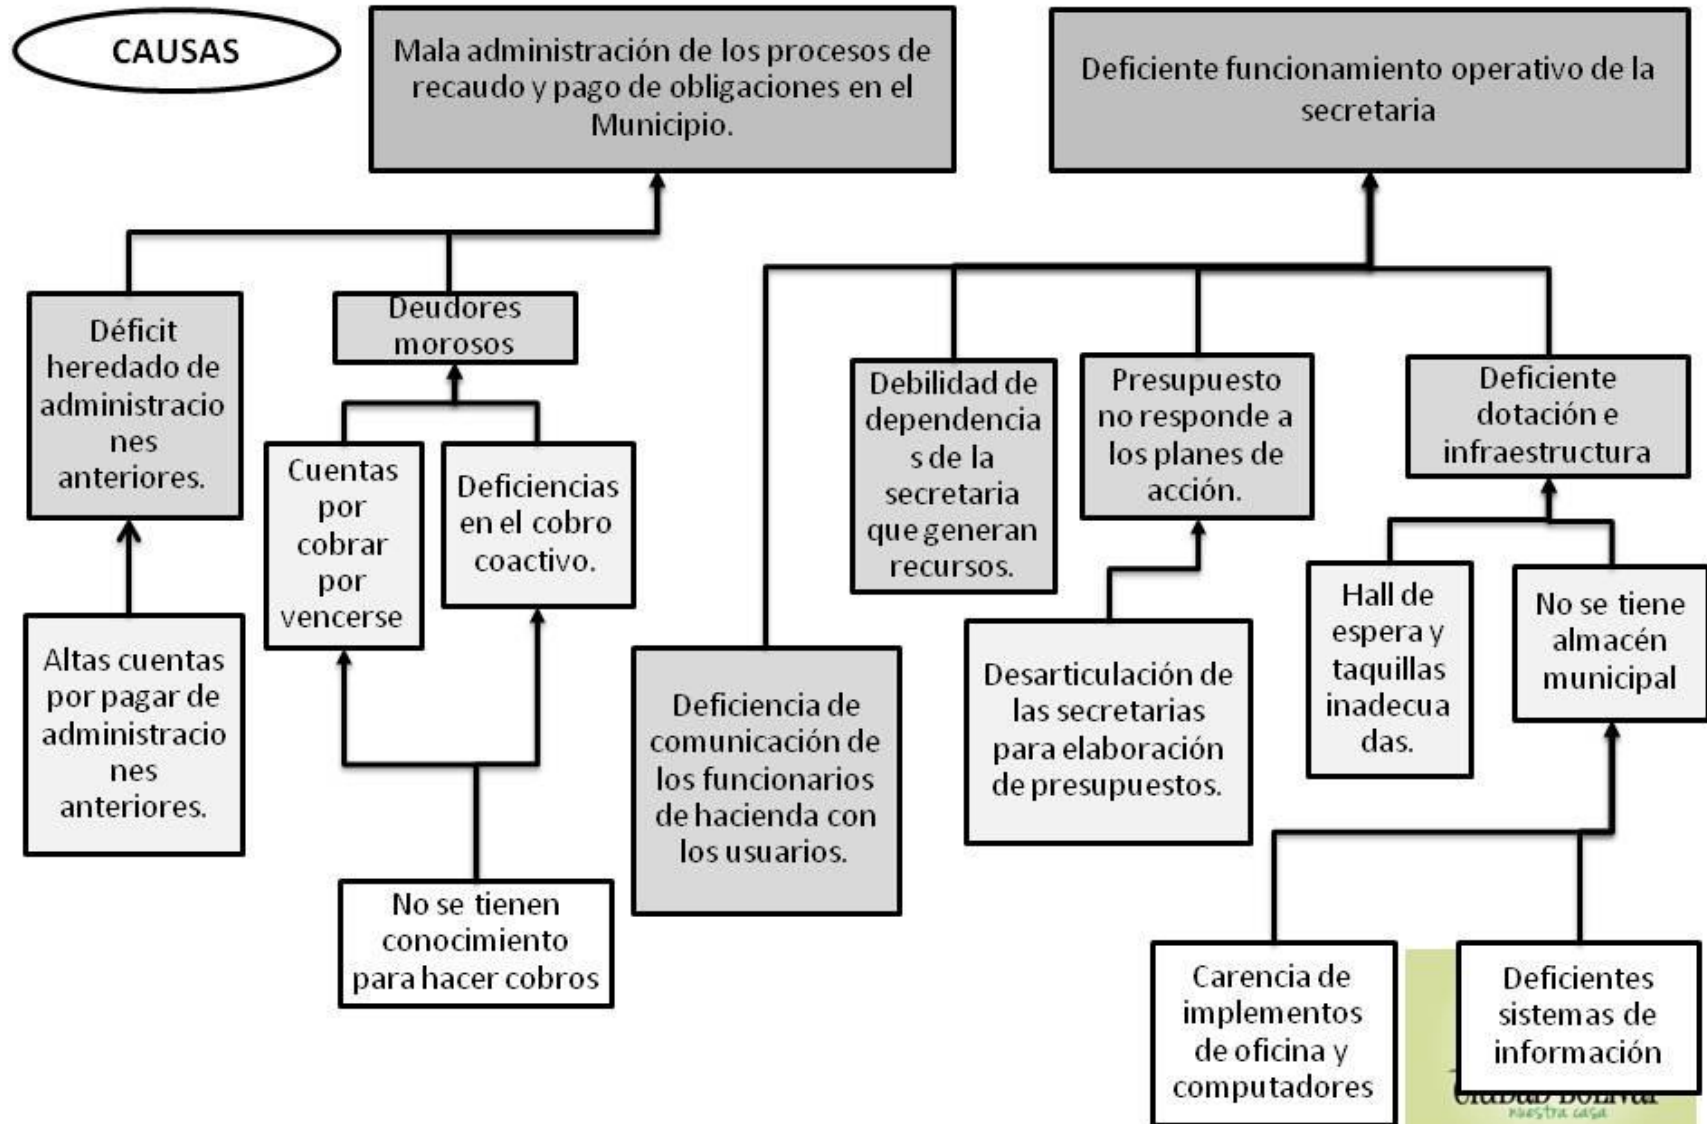 CAUSAS
Mala administración de los procesos de
recaudo y pago de obligaciones en el
Municipio.
Deficiente funcionamiento operativo de la
secretaria
Déficit
heredado de
administracio
nes
anteriores.
Deudores
morosos
Debilidad de
dependencia
s de la
secretaria
que generan
recursos.
Presupuesto
no responde a
los planes de
acción.
Deficiente
dotación e
infraestructura
Cuentas
por
cobrar
por
vencerse
Deficiencias
en el cobro
coactivo.
Altas cuentas
por pagar de
administracio
nes
anteriores.
Deficiencia de
comunicación de
los funcionarios
de hacienda con
los usuarios.
Desarticulación de
las secretarias
para elaboración
de presupuestos.
Hall de
espera y
taquillas
inadecua
das.
No se tiene
almacén
municipal
No se tienen
conocimiento
para hacer cobros
Carencia de
implementos
de oficina y
computadores
Deficientes
sistemas de
información
CIUDAD BOLÍVAR
nuestra casa